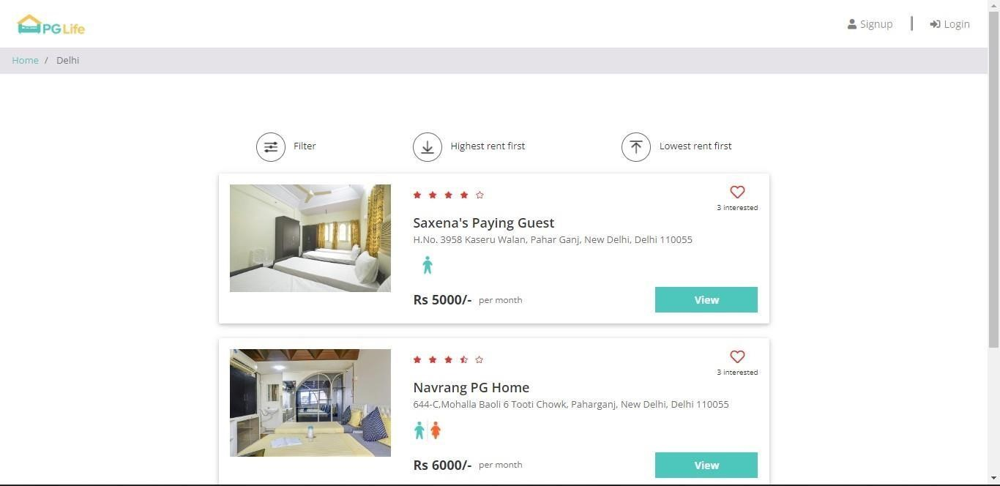 PG Life
Signup
Login
Home / Delhi
Filter
Highest rent first
Lowest rent first
3 interested
Saxena's Paying Guest
H.No. 3958 Kaseru Walan, Pahar Ganj, New Delhi, Delhi 110055
Rs 5000/- per month
View
3 interested
Navrang PG Home
644-C,Mohalla Baoli 6 Tooti Chowk, Paharganj, New Delhi, Delhi 110055
Rs 6000/- per month
View